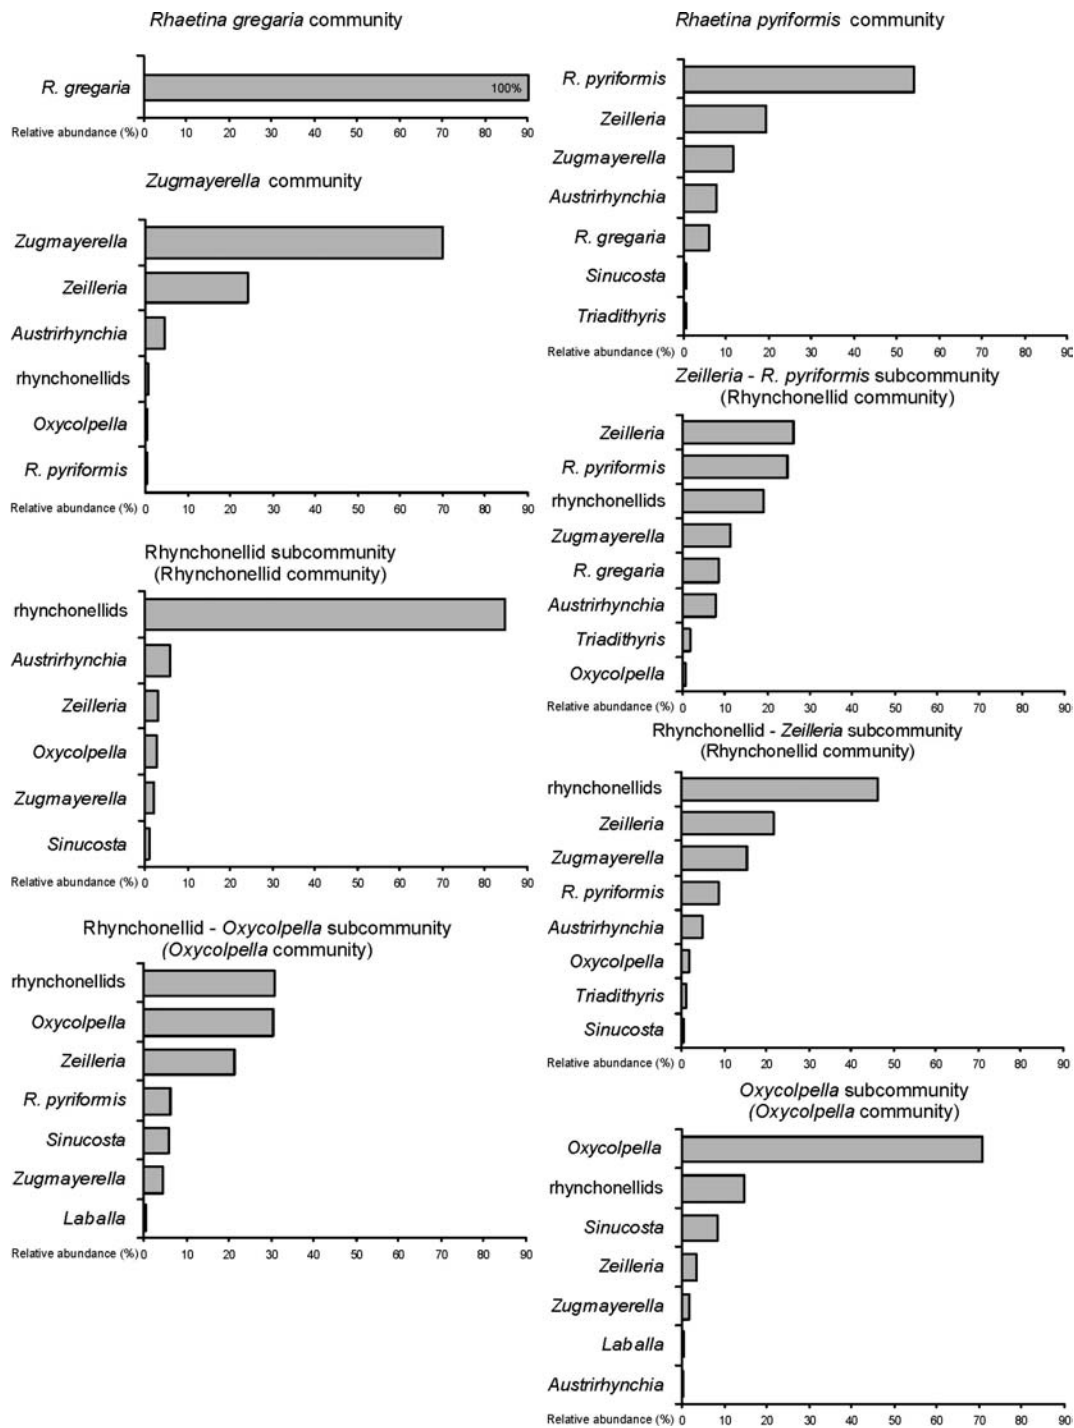 Rhaetina gregaria community
R. gregaria
100%
Relative abundance (%) 0 10 20 30 40 50 60 70 80 90
Zugmayerella community
Zugmayerella
Zeilleria
Austrirhynchia
rhynchonellids
Oxycolpella
R. pyriformis
Relative abundance (%) 0 10 20 30 40 50 60 70 80 90
Rhynchonellid subcommunity
(Rhynchonellid community)
rhynchonellids
Austrirhynchia
Zeilleria
Oxycolpella
Zugmayerella
Sinucosta
Relative abundance (%) 0 10 20 30 40 50 60 70 80 90
Rhynchonellid - Oxycolpella subcommunity
(Oxycolpella community)
rhynchonellids
Oxycolpella
Zeilleria
R. pyriformis
Sinucosta
Zugmayerella
Laballa
Relative abundance (%) 0 10 20 30 40 50 60 70 80 90
Rhaetina pyriformis community
R. pyriformis
Zeilleria
Zugmayerella
Austrirhynchia
R. gregaria
Sinucosta
Triadithyris
Relative abundance (%) 0 10 20 30 40 50 60 70 80 90
Zeilleria - R. pyriformis subcommunity
(Rhynchonellid community)
Zeilleria
R. pyriformis
rhynchonellids
Zugmayerella
R. gregaria
Austrirhynchia
Triadithyris
Oxycolpella
Relative abundance (%) 0 10 20 30 40 50 60 70 80 90
Rhynchonellid - Zeilleria subcommunity
(Rhynchonellid community)
rhynchonellids
Zeilleria
Zugmayerella
R. pyriformis
Austrirhynchia
Oxycolpella
Triadithyris
Sinucosta
Relative abundance (%) 0 10 20 30 40 50 60 70 80 90
Oxycolpella subcommunity
(Oxycolpella community)
Oxycolpella
rhynchonellids
Sinucosta
Zeilleria
Zugmayerella
Laballa
Austrirhynchia
Relative abundance (%) 0 10 20 30 40 50 60 70 80 90